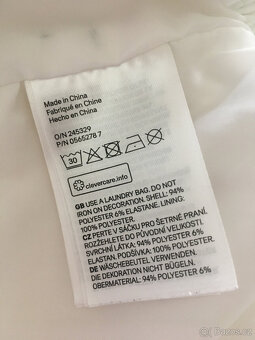 Made in China
Fabriqué en Chine
Hecho en China
O/N 245329
P/N 0565278 7
30
clevercare.info
GB USE A LAUNDRY BAG. DO NOT
IRON ON DECORATION. SHELL: 94%
POLYESTER 6% ELASTANE. LINING:
100% POLYESTER.
CZ PERTE V SÁČKU PRO ŠETRNÉ PRANÍ.
ROZŽEHLETE DO PŮVODNÍ VELIKOSTI.
SVRCHNÍ LÁTKA: 94% POLYESTER 6%
ELASTAN. PODŠÍVKA: 100% POLYESTER.
DE WÄSCHEBEUTEL VERWENDEN.
DIE DEKORATION NICHT BÜGELN.
OBERMATERIAL: 94% POLYESTER 6%
Bazoš.cz